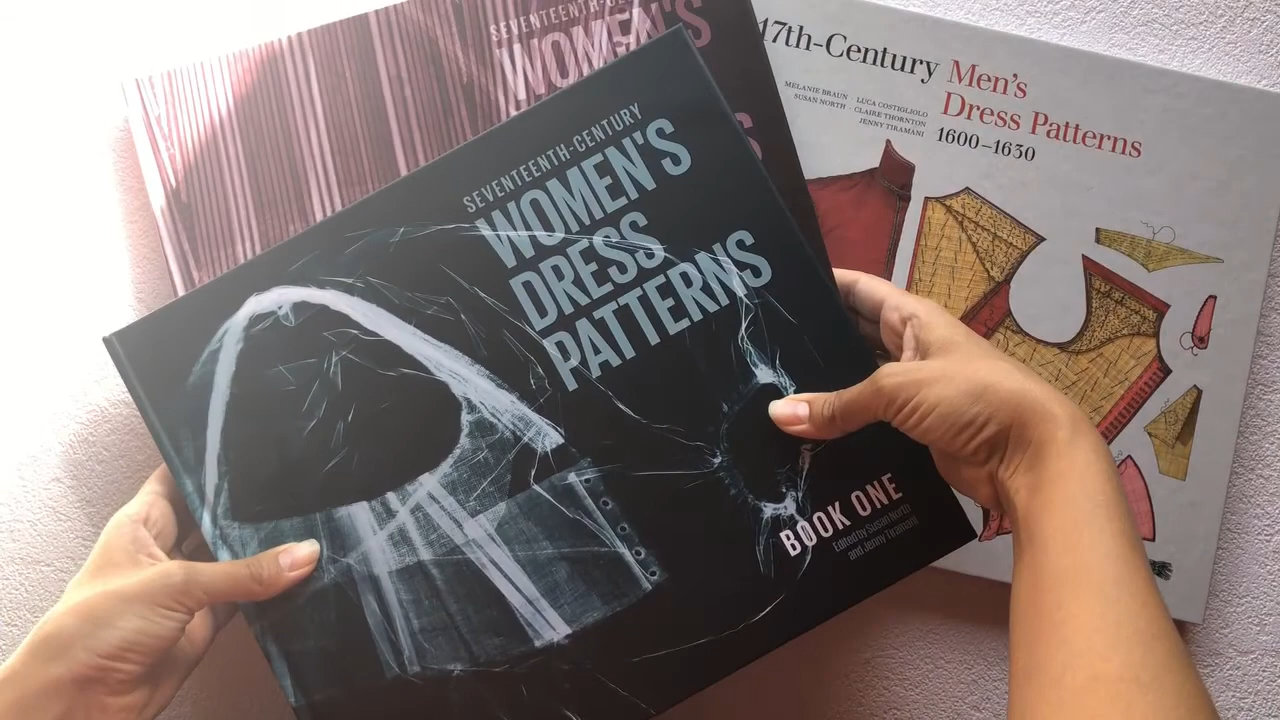 SEVENTEENTH-CENTURY
WOMEN'S
DRESS
PATTERNS
BOOK ONE
Edited by Susan North
and Jenny Tiramani
WOMEN'S
17th-Century Men's
Dress Patterns
1600–1630
MELANIE BRAUN LUCA COSTIGLIOLO
SUSAN NORTH CLAIRE THORNTON
JENNY TIRAMANI